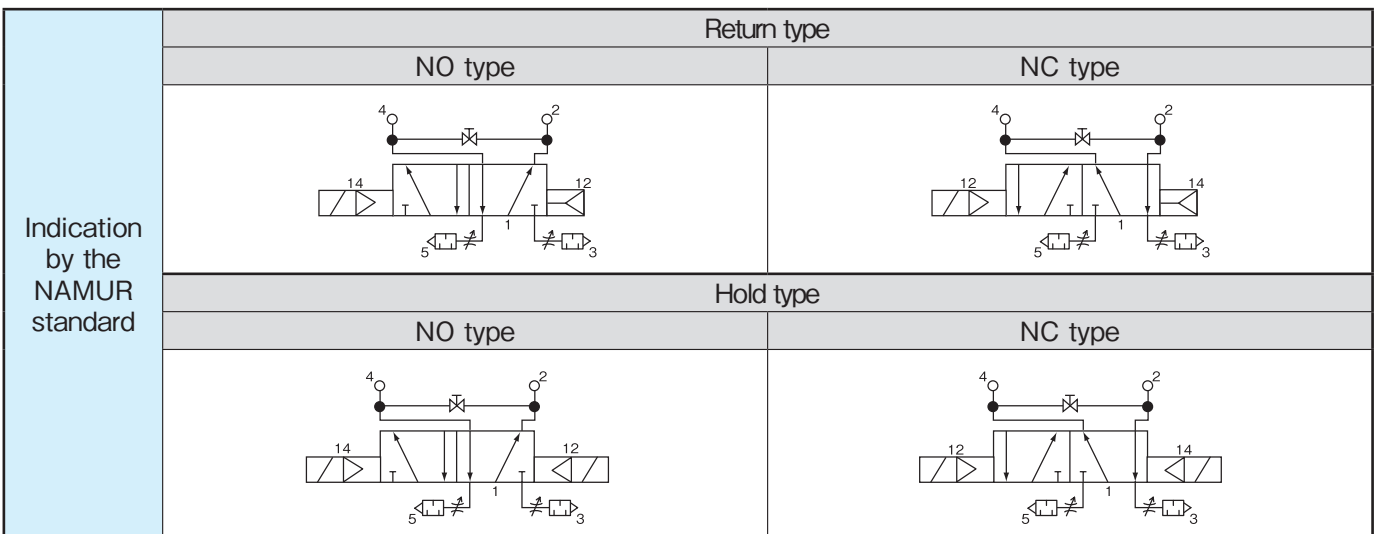 Indication
by the
NAMUR
standard
Return type
NO type
NC type
4 2
14 12
1
5 3
4 2
12 14
1
5 3
Hold type
NO type
NC type
4 2
14 12
1
5 3
4 2
12 14
1
5 3